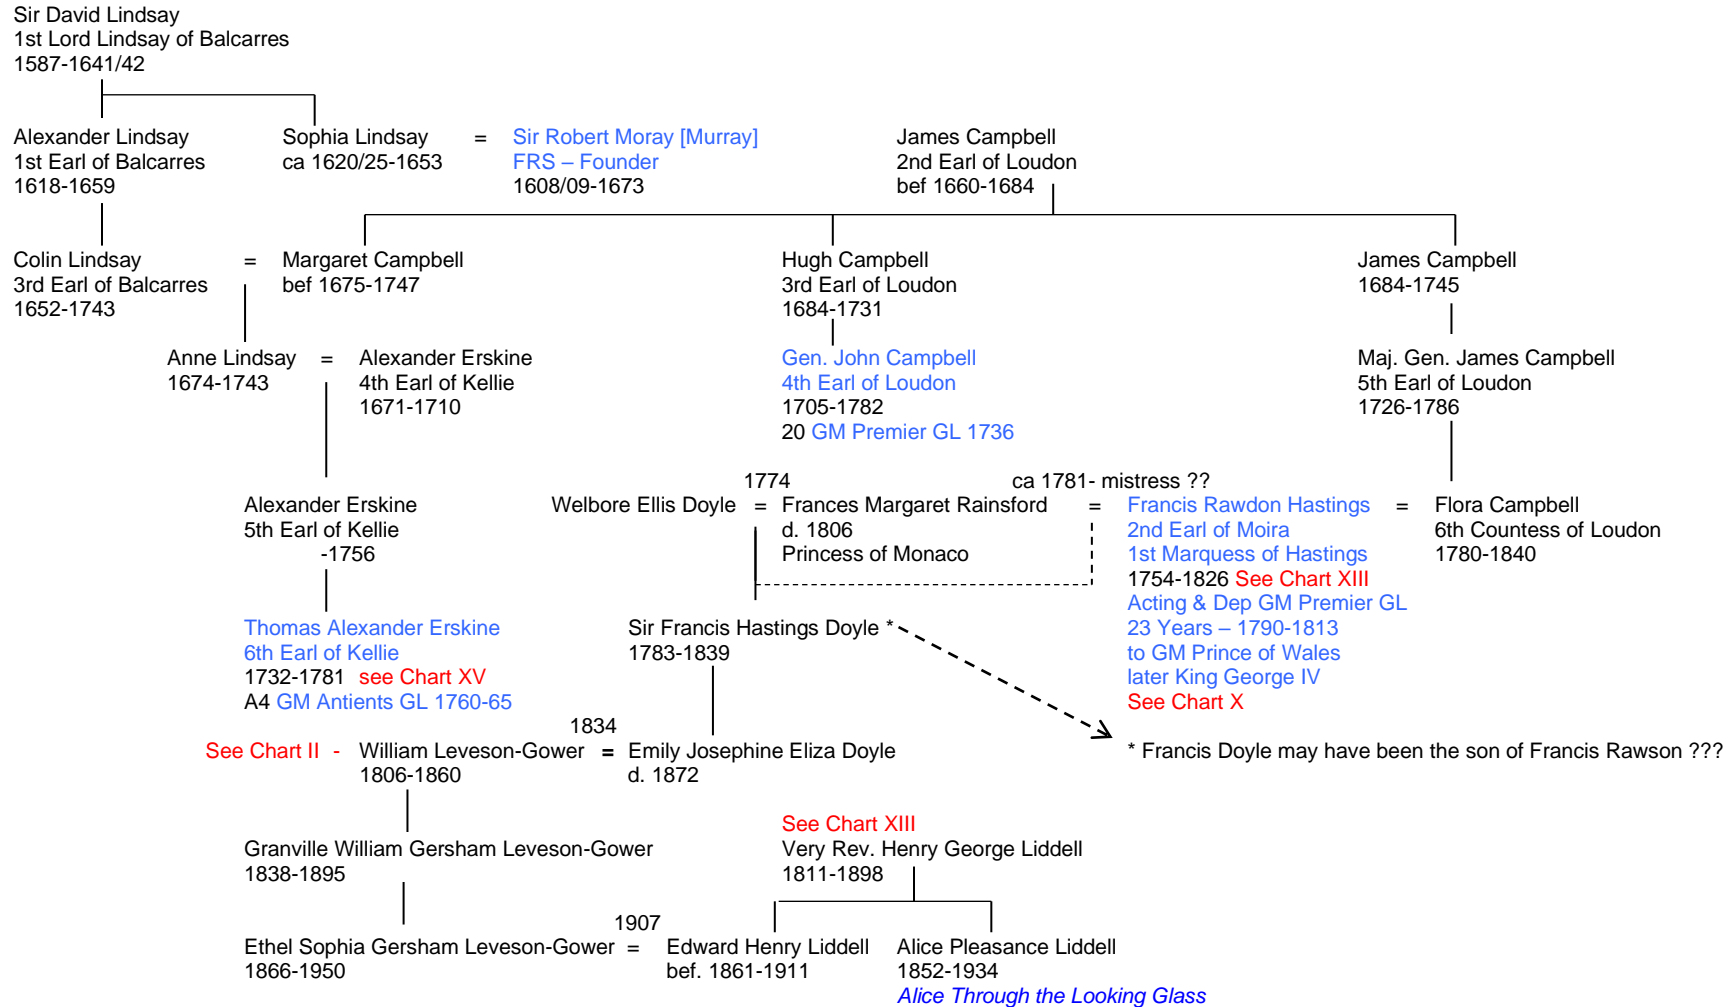 Sir David Lindsay
1st Lord Lindsay of Balcarres
1587-1641/42
Alexander Lindsay
1st Earl of Balcarres
1618-1659
Sophia Lindsay
ca 1620/25-1653
=
Sir Robert Moray [Murray]
FRS – Founder
1608/09-1673
James Campbell
2nd Earl of Loudon
bef 1660-1684
Colin Lindsay
3rd Earl of Balcarres
1652-1743
=
Margaret Campbell
bef 1675-1747
Hugh Campbell
3rd Earl of Loudon
1684-1731
James Campbell
1684-1745
Anne Lindsay
1674-1743
=
Alexander Erskine
4th Earl of Kellie
1671-1710
Gen. John Campbell
4th Earl of Loudon
1705-1782
20 GM Premier GL 1736
Maj. Gen. James Campbell
5th Earl of Loudon
1726-1786
Alexander Erskine
5th Earl of Kellie
-1756
Welbore Ellis Doyle
1774
=
Frances Margaret Rainsford
d. 1806
Princess of Monaco
ca 1781- mistress ??
=
Francis Rawdon Hastings
2nd Earl of Moira
1st Marquess of Hastings
1754-1826 See Chart XIII
Acting & Dep GM Premier GL
23 Years – 1790-1813
to GM Prince of Wales
later King George IV
See Chart X
=
Flora Campbell
6th Countess of Loudon
1780-1840
Thomas Alexander Erskine
6th Earl of Kellie
1732-1781 see Chart XV
A4 GM Antients GL 1760-65
Sir Francis Hastings Doyle *
1783-1839
See Chart II -
William Leveson-Gower
1806-1860
1834
=
Emily Josephine Eliza Doyle
d. 1872
* Francis Doyle may have been the son of Francis Rawson ???
Granville William Gersham Leveson-Gower
1838-1895
See Chart XIII
Very Rev. Henry George Liddell
1811-1898
Ethel Sophia Gersham Leveson-Gower
1866-1950
1907
=
Edward Henry Liddell
bef. 1861-1911
Alice Pleasance Liddell
1852-1934
Alice Through the Looking Glass